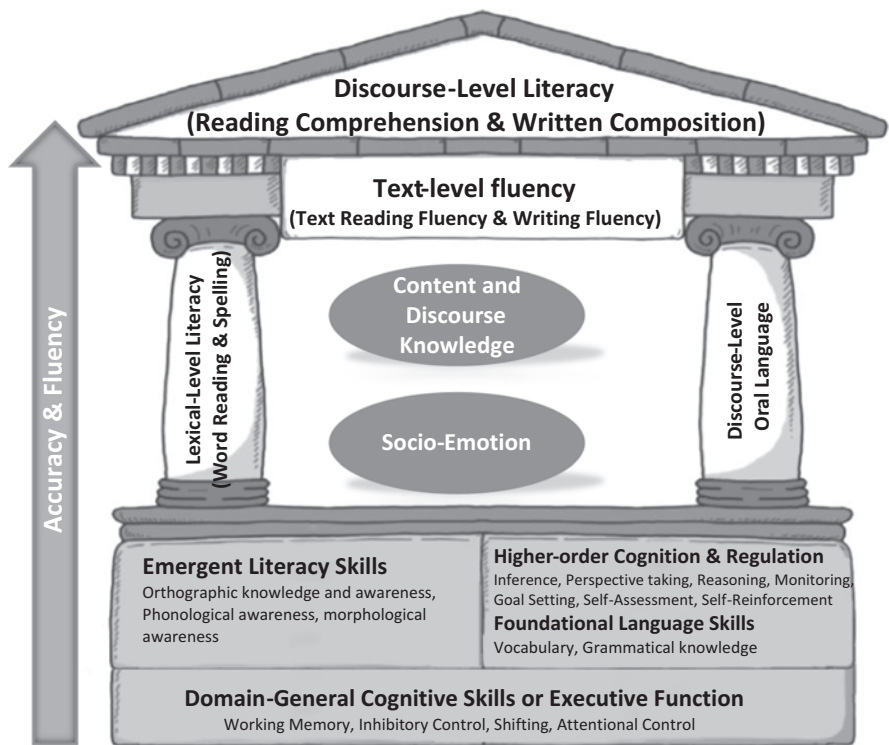 Discourse-Level Literacy
(Reading Comprehension & Written Composition)
Text-level fluency
(Text Reading Fluency & Writing Fluency)
Accuracy & Fluency
Lexical-Level Literacy
(Word Reading & Spelling)
Content and
Discourse
Knowledge
Socio-Emotion
Discourse-Level
Oral Language
Emergent Literacy Skills
Orthographic knowledge and awareness,
Phonological awareness, morphological
awareness
Higher-order Cognition & Regulation
Inference, Perspective taking, Reasoning, Monitoring,
Goal Setting, Self-Assessment, Self-Reinforcement
Foundational Language Skills
Vocabulary, Grammatical knowledge
Domain-General Cognitive Skills or Executive Function
Working Memory, Inhibitory Control, Shifting, Attentional Control